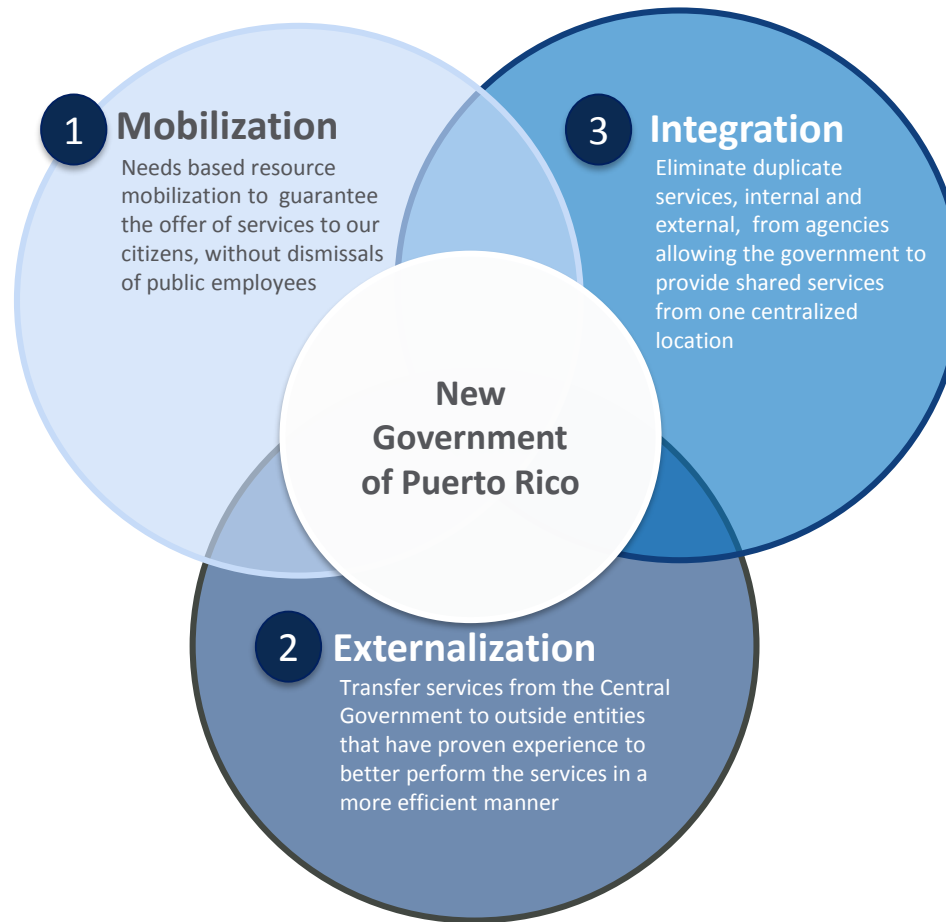 1 Mobilization
Needs based resource
mobilization to guarantee
the offer of services to our
citizens, without dismissals
of public employees
3 Integration
Eliminate duplicate
services, internal and
external, from agencies
allowing the government to
provide shared services
from one centralized
location
New
Government
of Puerto Rico
2 Externalization
Transfer services from the Central
Government to outside entities
that have proven experience to
better perform the services in a
more efficient manner